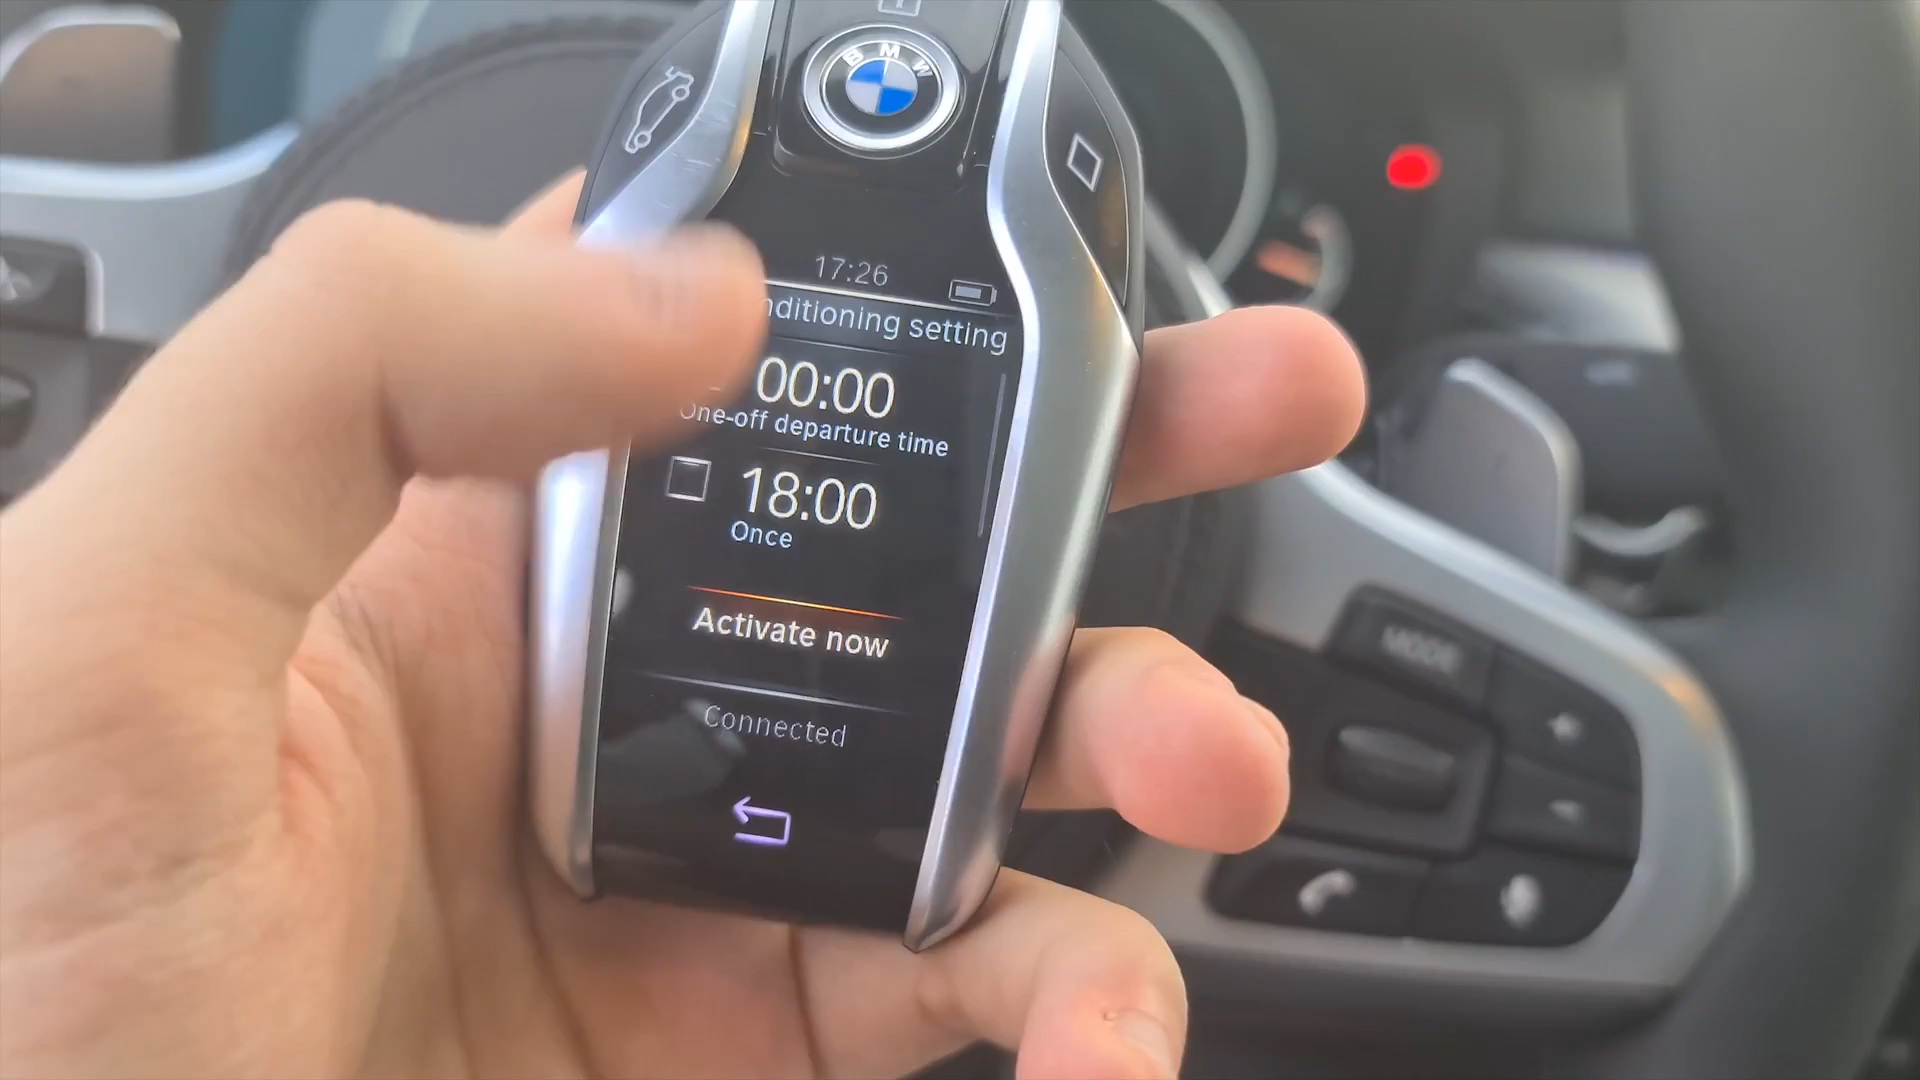 BMW
17:26
nditioning setting
00:00
One-off departure time
18:00
Once
Activate now
Connected
MODE